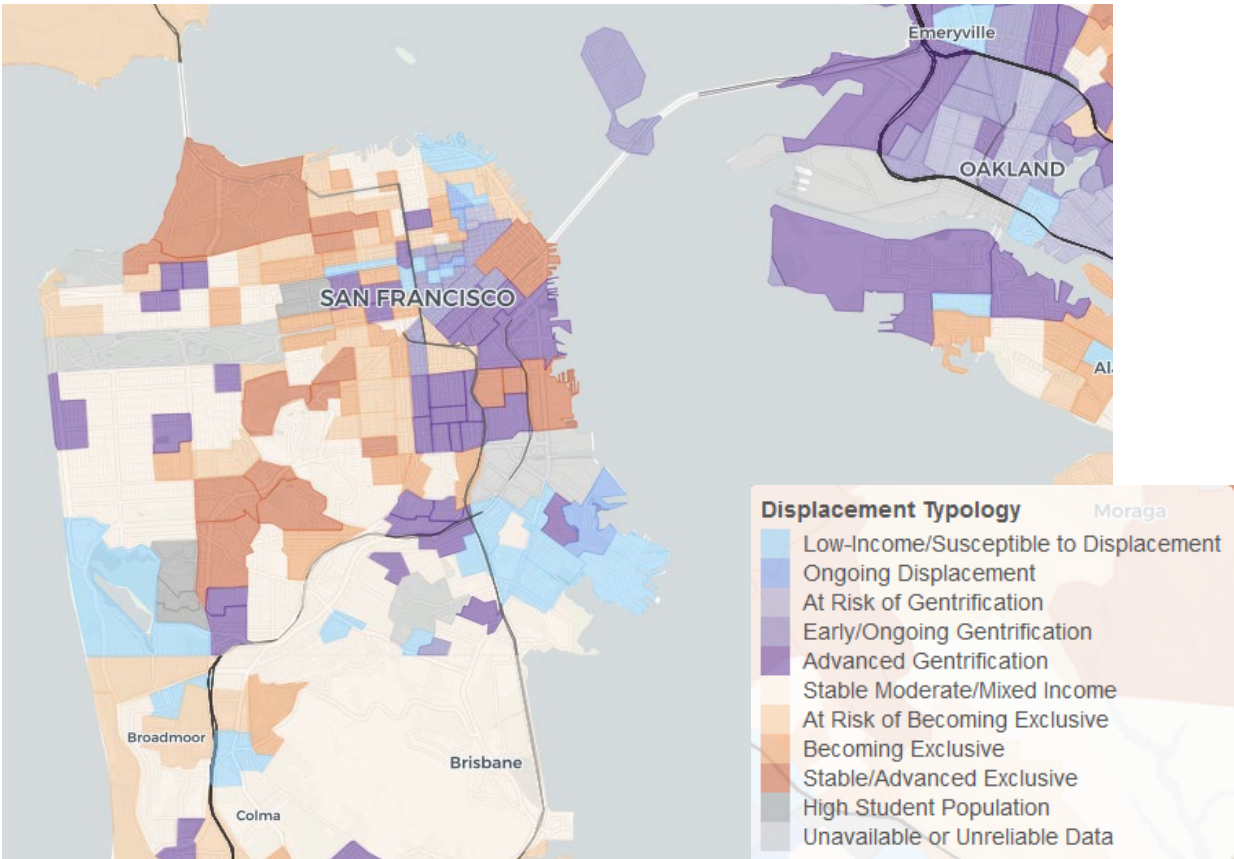 Emeryville
OAKLAND
SAN FRANCISCO
Displacement Typology
Moraga
Low-Income/Susceptible to Displacement
Ongoing Displacement
At Risk of Gentrification
Early/Ongoing Gentrification
Advanced Gentrification
Stable Moderate/Mixed Income
At Risk of Becoming Exclusive
Becoming Exclusive
Stable/Advanced Exclusive
High Student Population
Unavailable or Unreliable Data
Broadmoor
Brisbane
Colma